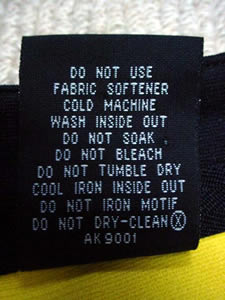 DO NOT USE
FABRIC SOFTENER
COLD MACHINE
WASH INSIDE OUT
DO NOT SOAK
DO NOT BLEACH
DO NOT TUMBLE DRY
COOL IRON INSIDE OUT
DO NOT IRON MOTIF
DO NOT DRY-CLEAN Ⓧ
AK9001